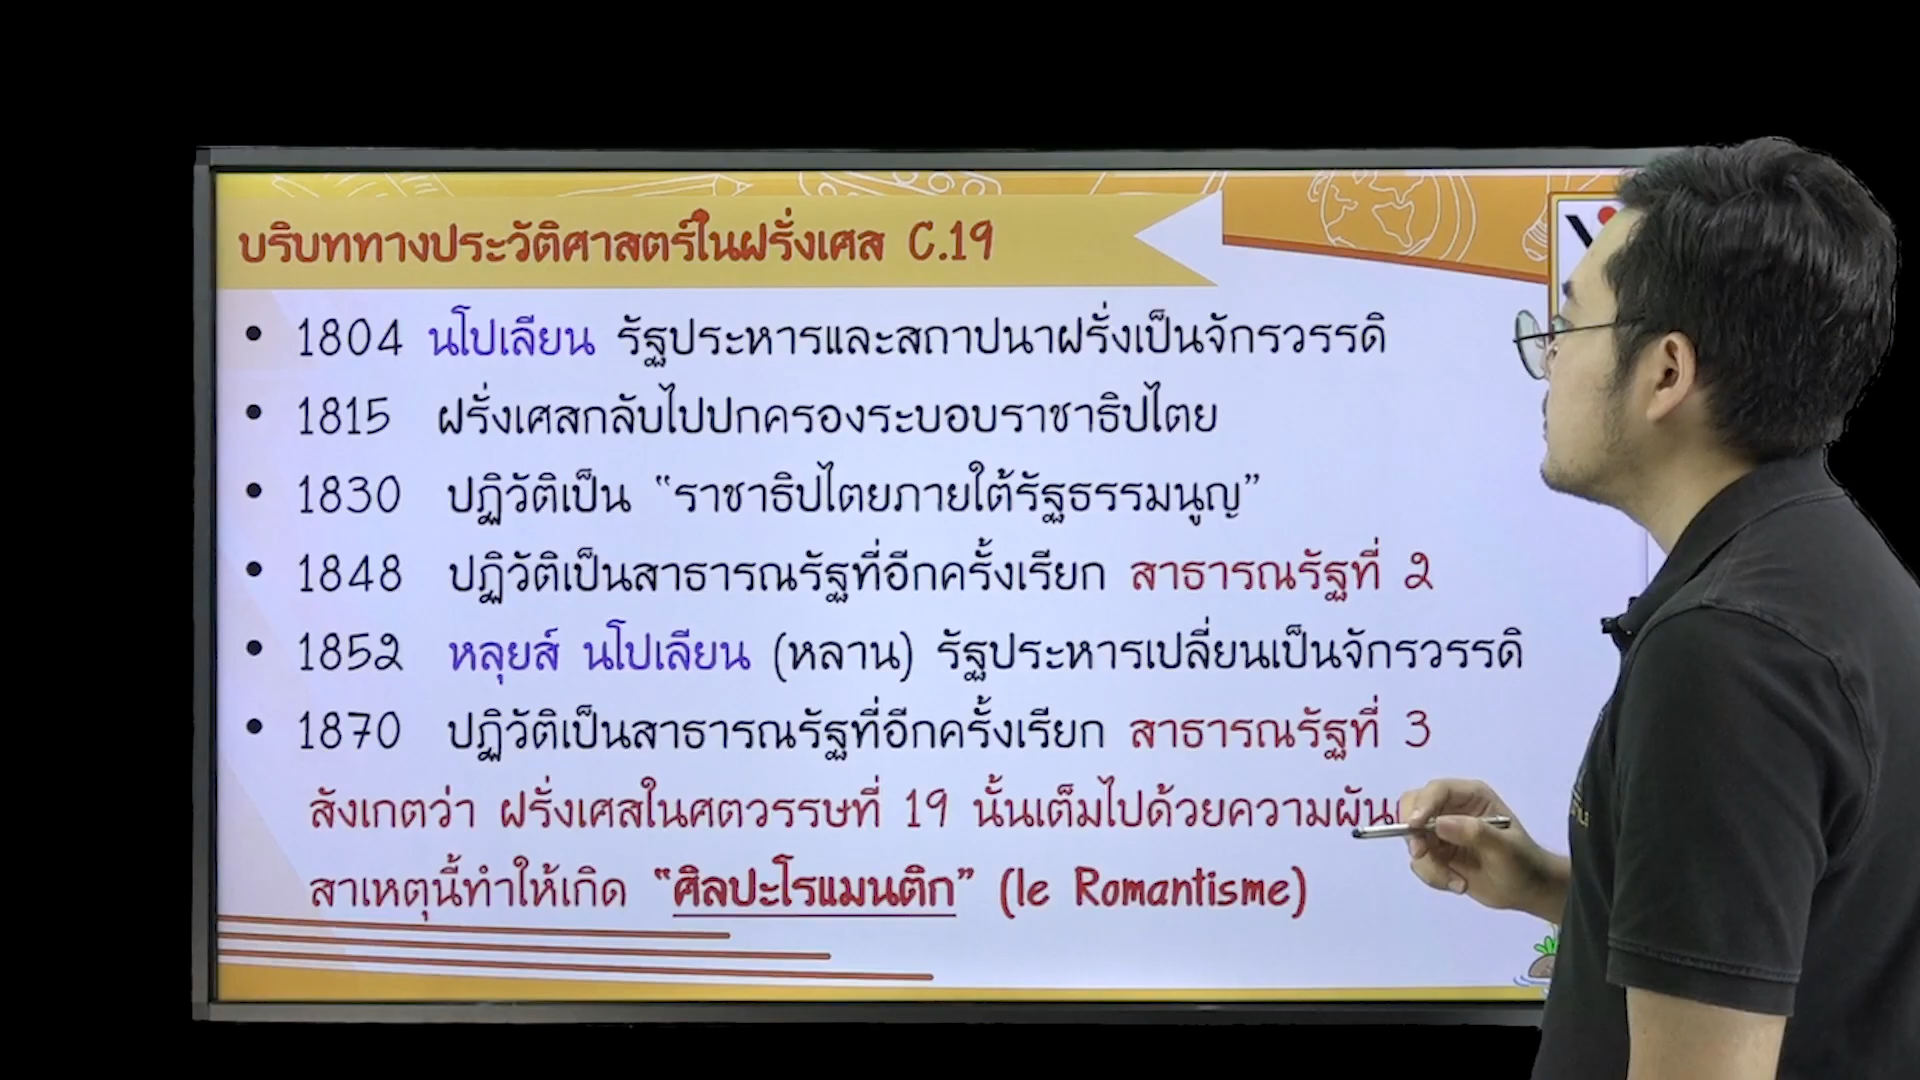 บริบททางประวัติศาสตร์ในฝรั่งเศส C.19
• 1804 นโปเลียน รัฐประหารและสถาปนาฝรั่งเป็นจักรวรรดิ
• 1815 ฝรั่งเศสกลับไปปกครองระบอบราชาธิปไตย
• 1830 ปฏิวัติเป็น “ราชาธิปไตยภายใต้รัฐธรรมนูญ”
• 1848 ปฏิวัติเป็นสาธารณรัฐที่อีกครั้งเรียก สาธารณรัฐที่ 2
• 1852 หลุยส์ นโปเลียน (หลาน) รัฐประหารเปลี่ยนเป็นจักรวรรดิ
• 1870 ปฏิวัติเป็นสาธารณรัฐที่อีกครั้งเรียก สาธารณรัฐที่ 3
สังเกตว่า ฝรั่งเศสในศตวรรษที่ 19 นั้นเต็มไปด้วยความผัน
สาเหตุนี้ทำให้เกิด “ศิลปะโรแมนติก” (le Romantisme)